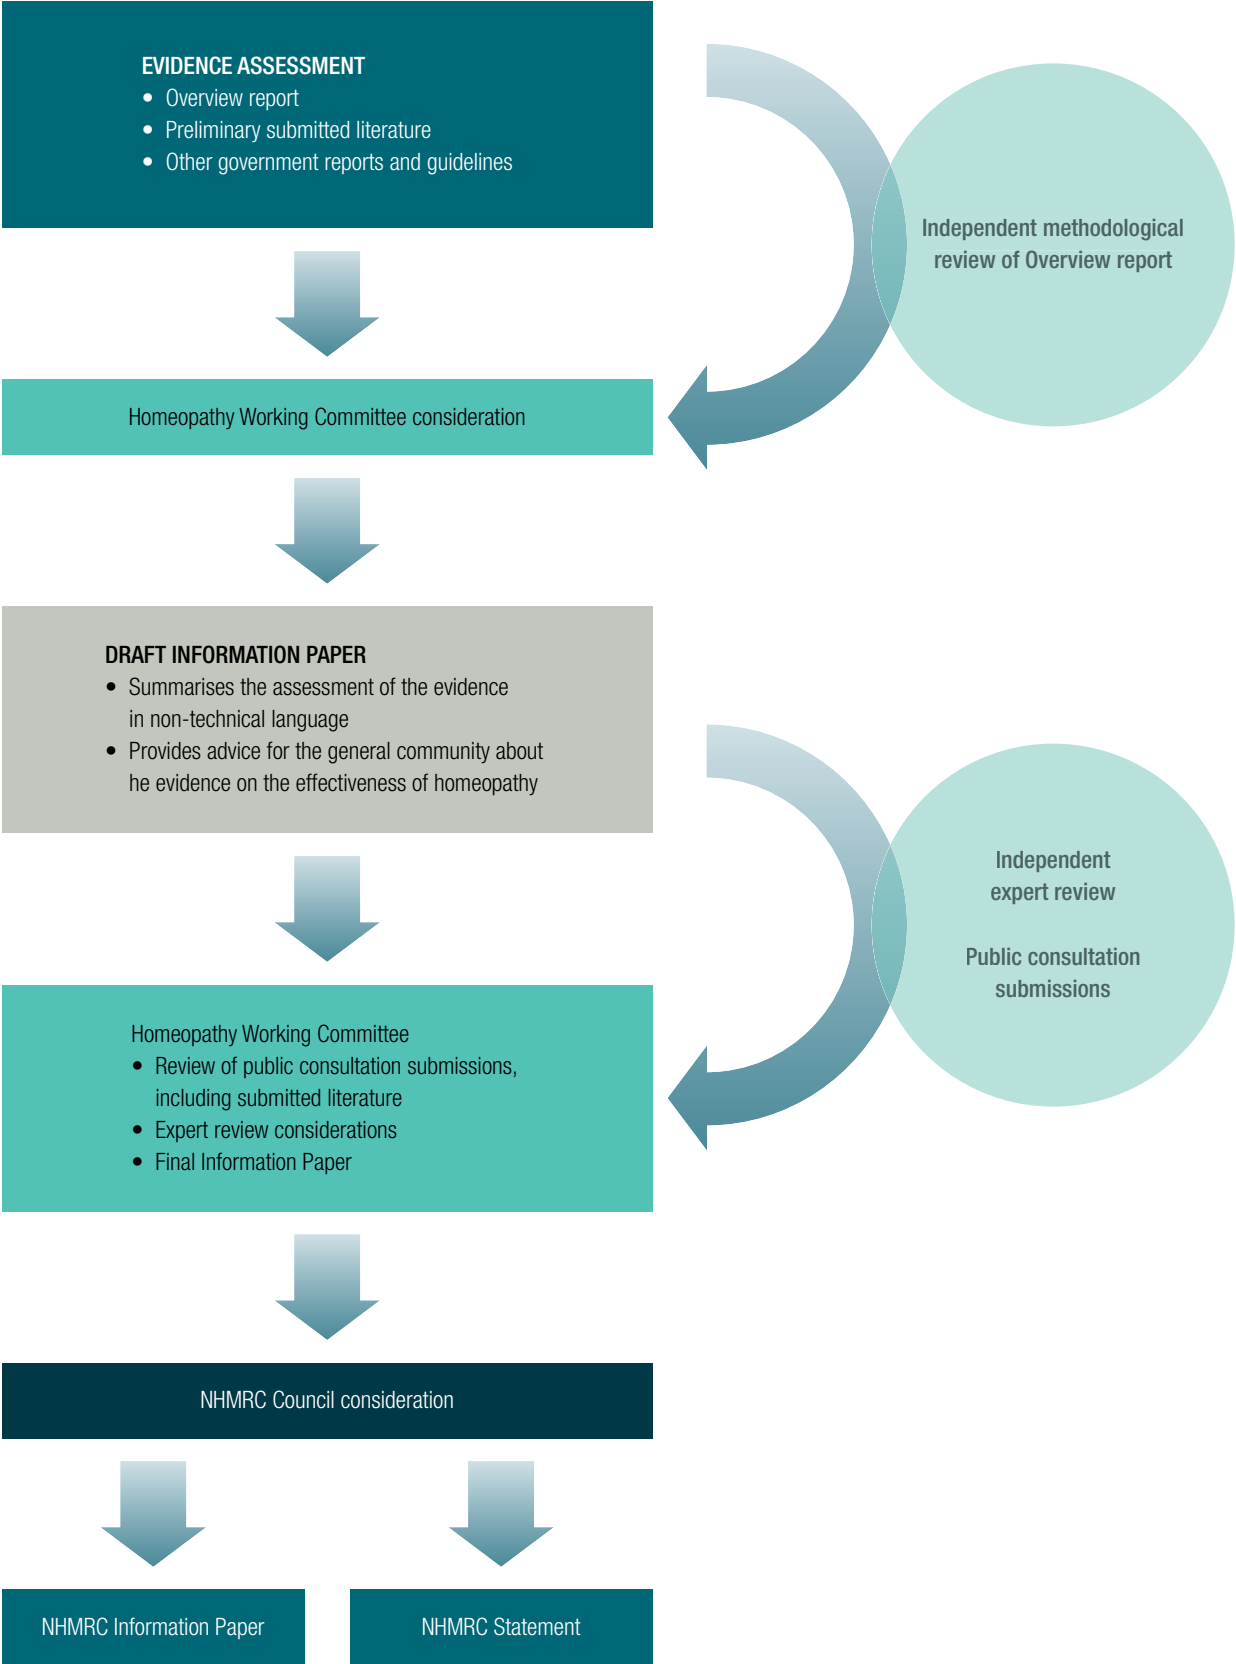 EVIDENCE ASSESSMENT
• Overview report
• Preliminary submitted literature
• Other government reports and guidelines
Independent methodological
review of Overview report
Homeopathy Working Committee consideration
DRAFT INFORMATION PAPER
• Summarises the assessment of the evidence
in non-technical language
• Provides advice for the general community about
he evidence on the effectiveness of homeopathy
Independent
expert review
Public consultation
submissions
Homeopathy Working Committee
• Review of public consultation submissions,
including submitted literature
• Expert review considerations
• Final Information Paper
NHMRC Council consideration
NHMRC Information Paper
NHMRC Statement